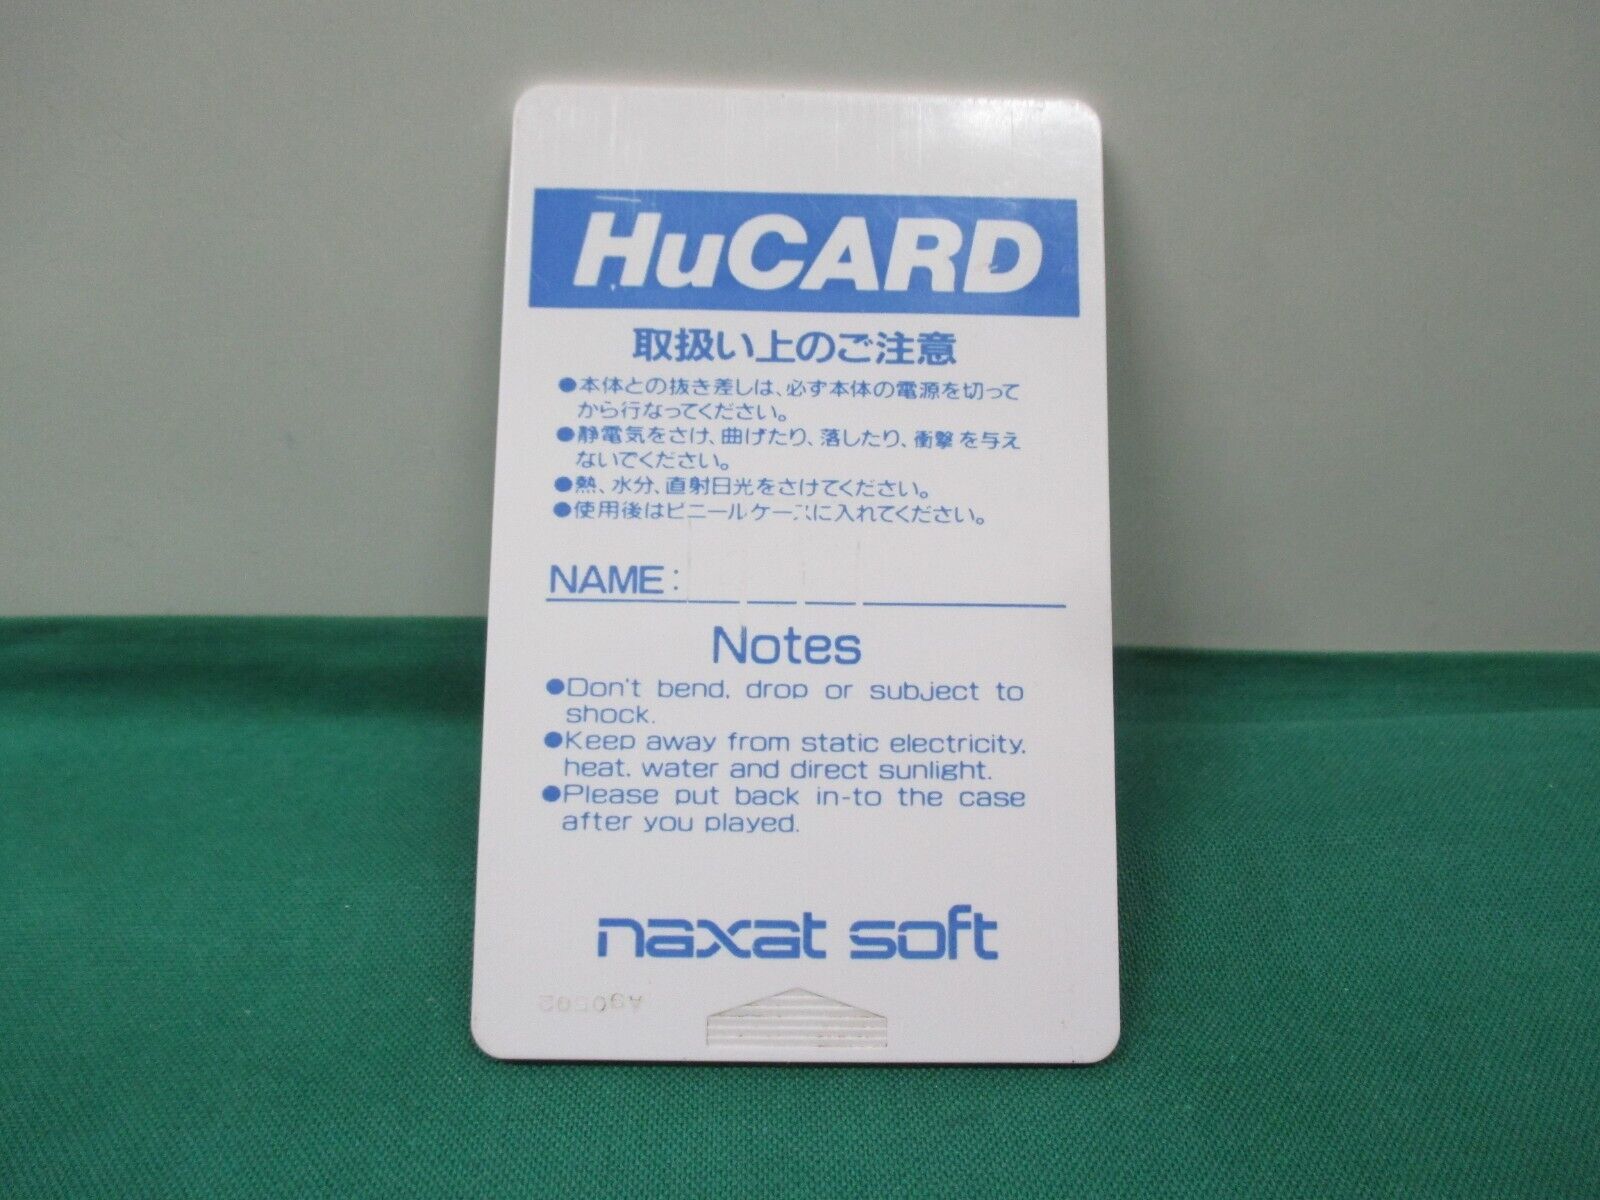 HuCARD
取扱い上のご注意
●本体との抜き差しは、必ず本体の電源を切って
から行なってください。
●静電気をさけ、曲げたり、落したり、衝撃を与え
ないでください。
●熱、水分、直射日光をさけてください。
●使用後はビニールケースに入れてください。
NAME:
Notes
●Don't bend, drop or subject to
shock.
●Keep away from static electricity,
heat, water and direct sunlight.
●Please put back in-to the case
after you played.
naxat soft